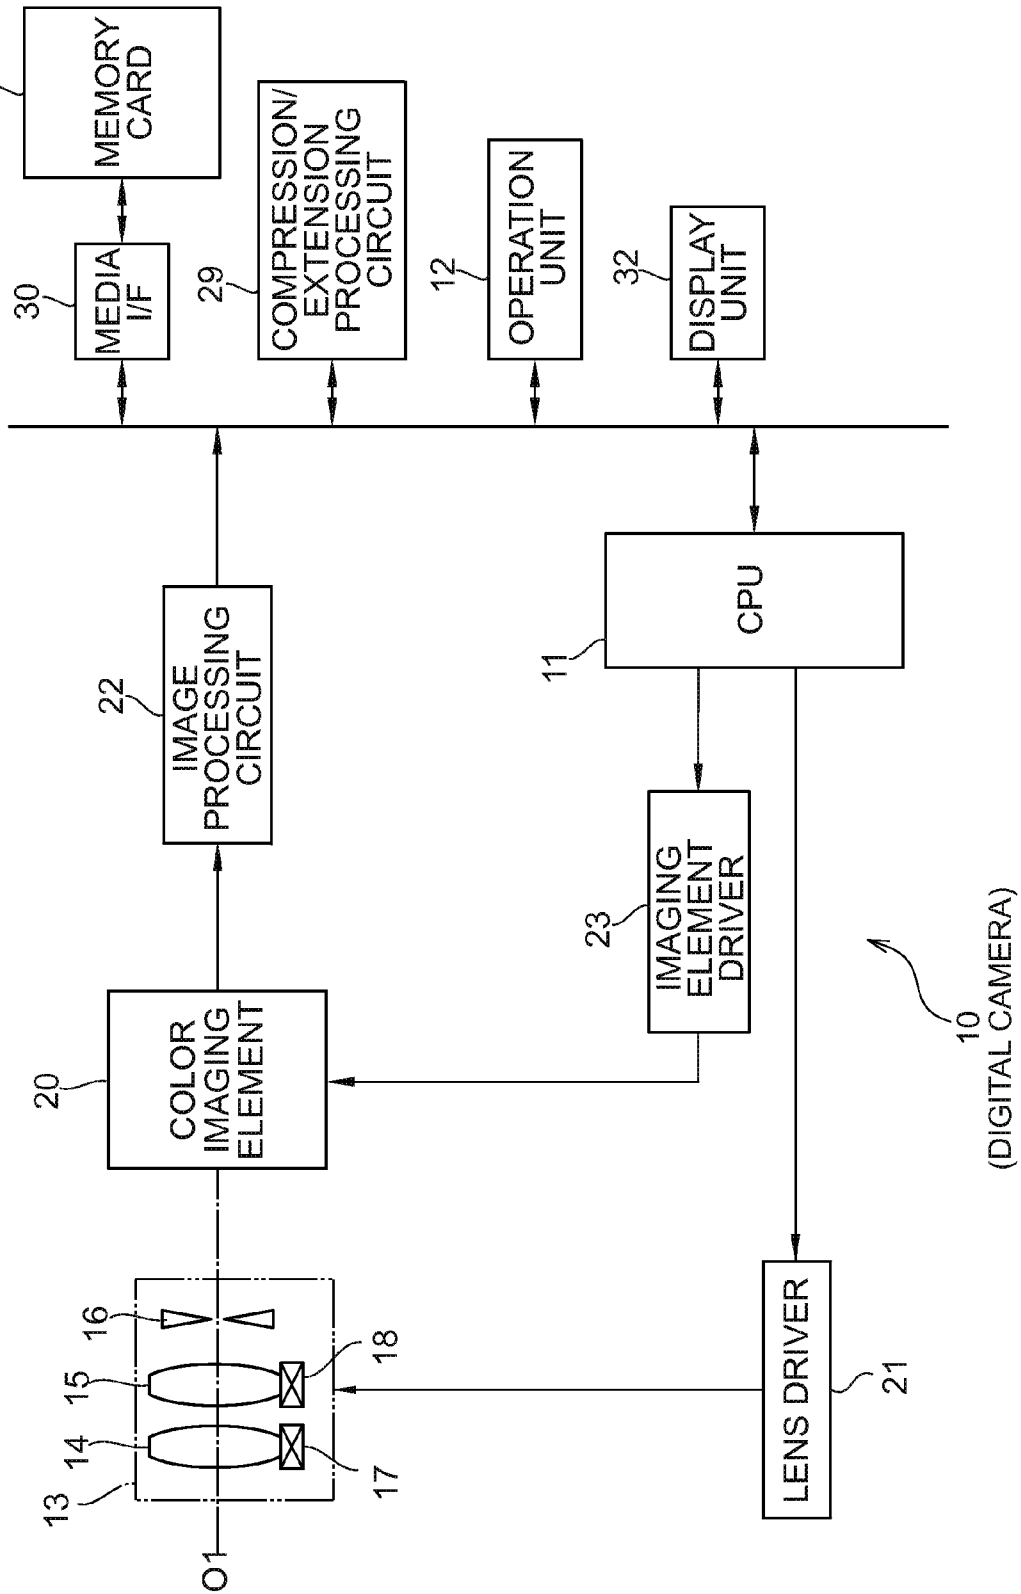 O1
13
14
15
16
17
18
20
COLOR
IMAGING
ELEMENT
22
IMAGE
PROCESSING
CIRCUIT
30
MEDIA
I/F
MEMORY
CARD
29
COMPRESSION/
EXTENSION
PROCESSING
CIRCUIT
12
OPERATION
UNIT
32
DISPLAY
UNIT
11
CPU
23
IMAGING
ELEMENT
DRIVER
LENS DRIVER
21
10
(DIGITAL CAMERA)